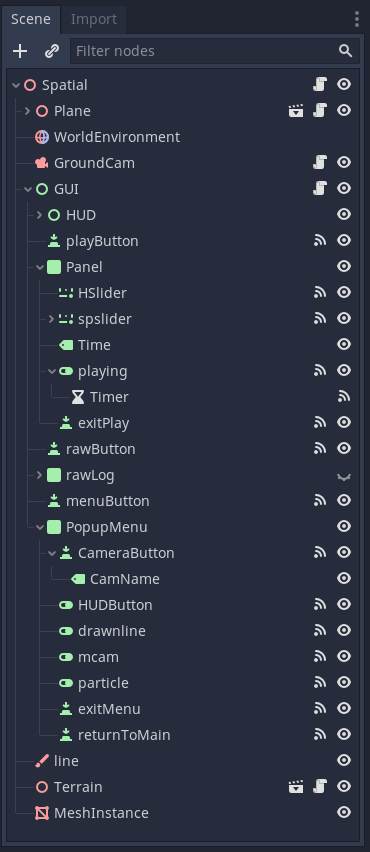 Scene Import
Filter nodes
Spatial
Plane
WorldEnvironment
GroundCam
GUI
HUD
playButton
Panel
HSlider
spslider
Time
playing
Timer
exitPlay
rawButton
rawLog
menuButton
PopupMenu
CameraButton
CamName
HUDButton
drawnline
mcam
particle
exitMenu
returnToMain
line
Terrain
MeshInstance